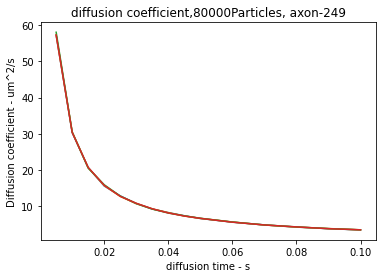 diffusion coefficient,80000Particles, axon-249
60
50
40
30
20
10
Diffusion coefficient - um^2/s
0.02 0.04 0.06 0.08 0.10
diffusion time - s